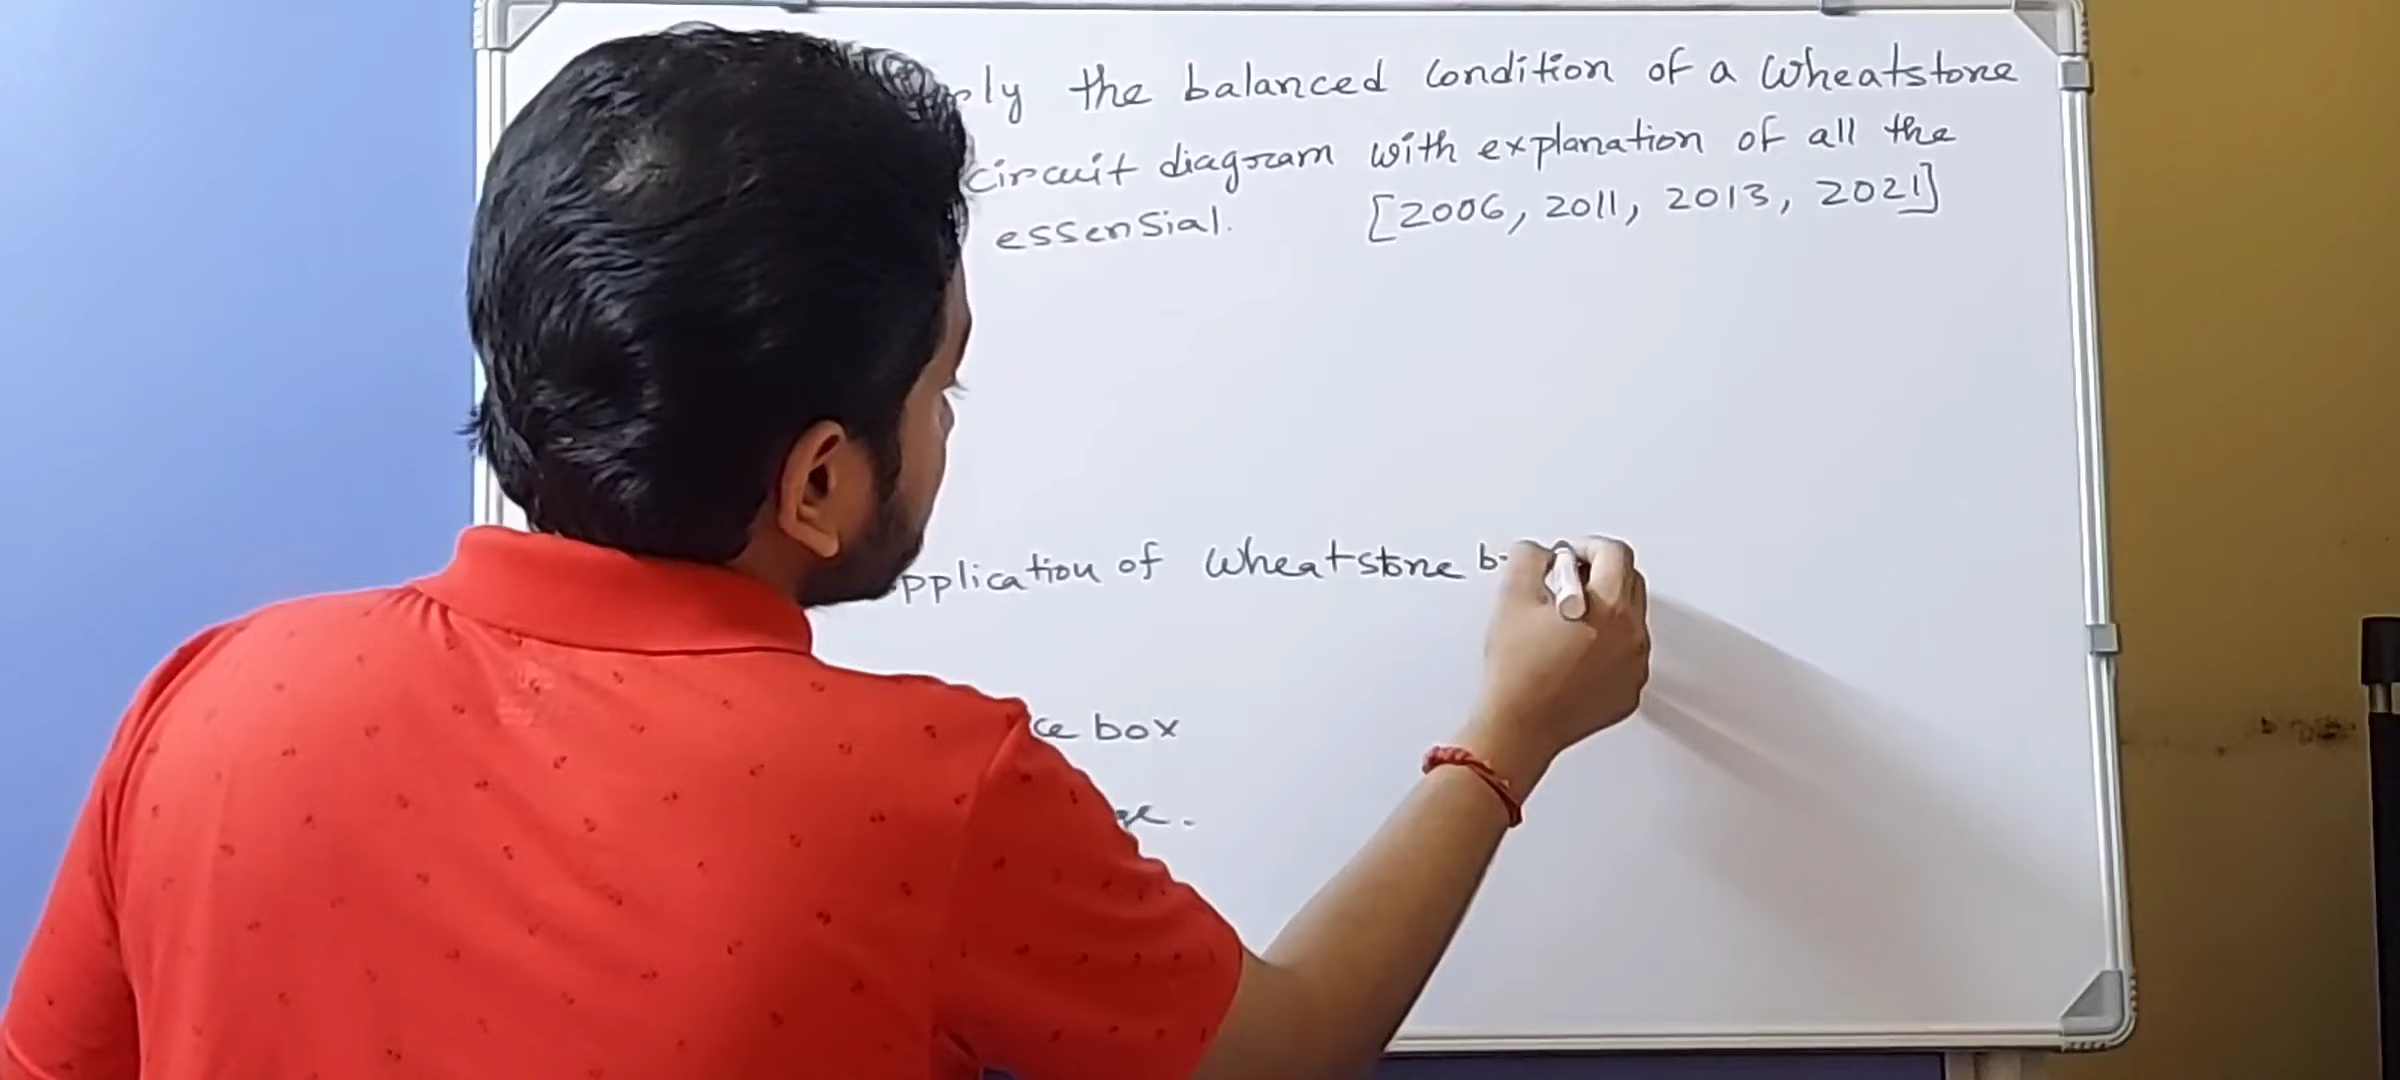 the balanced condition of a wheatstone
circuit diagram with explanation of all the
essensial. [2006, 2011, 2013, 2021]
pplication of wheatstone b
ce box